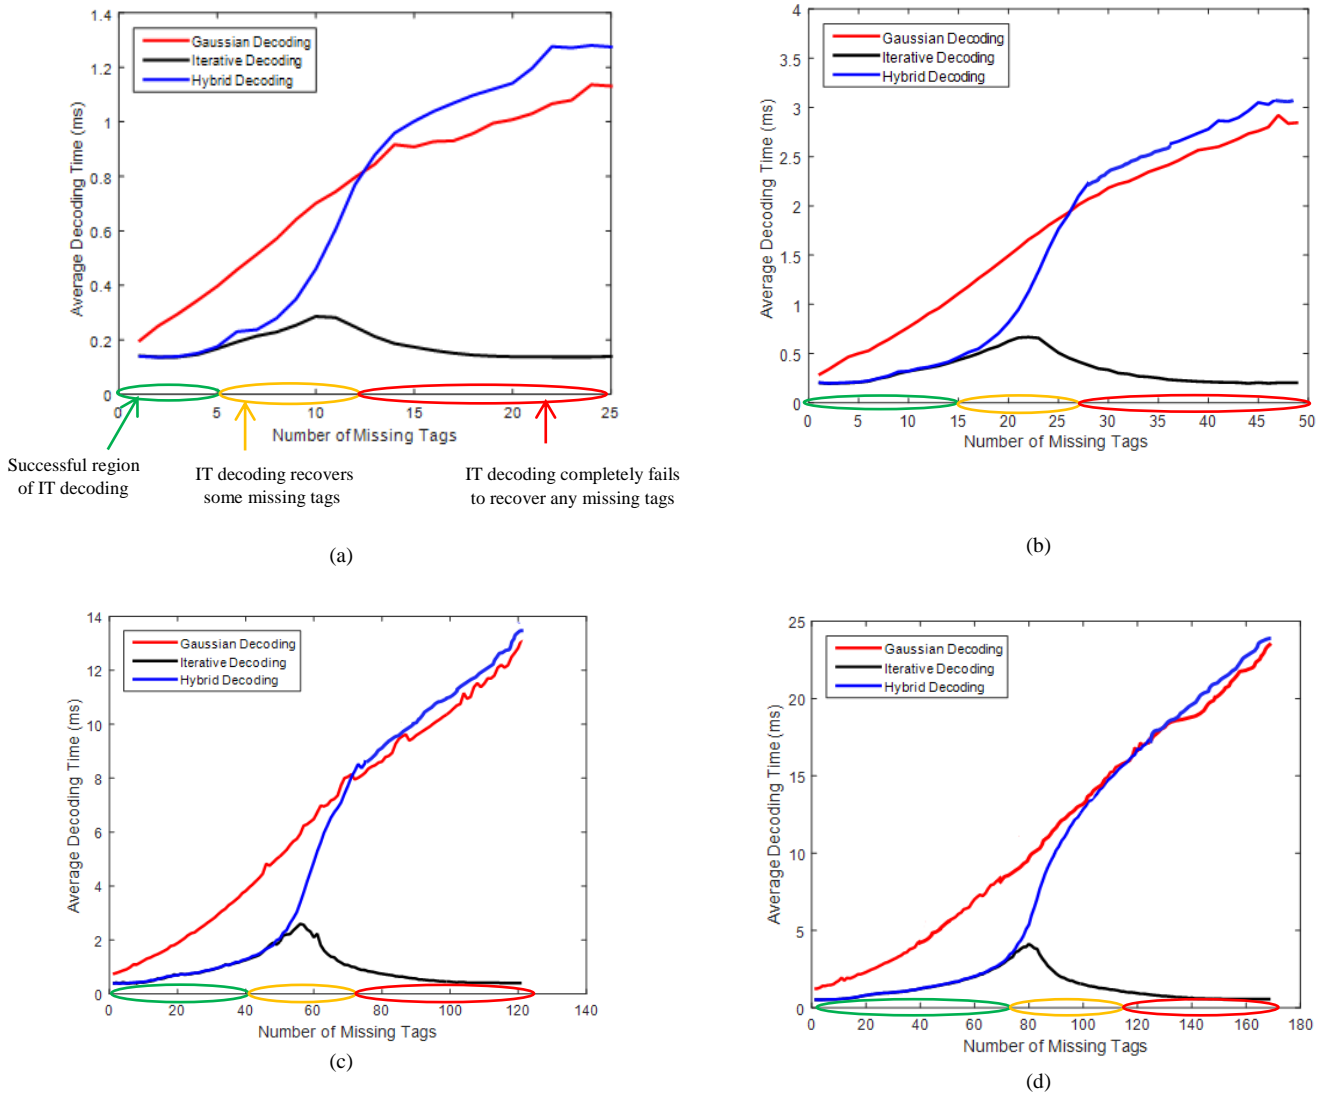 1.4
1.2
1
0.8
0.6
0.4
0.2
0
Average Decoding Time (ms)
Gaussian Decoding
Iterative Decoding
Hybrid Decoding
0 5 10 15 20 25
Number of Missing Tags
Successful region
of IT decoding
IT decoding recovers
some missing tags
IT decoding completely fails
to recover any missing tags
(a)
4
3.5
3
2.5
2
1.5
1
0.5
0
Average Decoding Time (ms)
Gaussian Decoding
Iterative Decoding
Hybrid Decoding
0 5 10 15 20 25 30 35 40 45 50
Number of Missing Tags
(b)
14
12
10
8
6
4
2
0
Average Decoding Time (ms)
Gaussian Decoding
Iterative Decoding
Hybrid Decoding
0 20 40 60 80 100 120 140
Number of Missing Tags
(c)
25
20
15
10
5
0
Average Decoding Time (ms)
Gaussian Decoding
Iterative Decoding
Hybrid Decoding
0 20 40 60 80 100 120 140 160 180
Number of Missing Tags
(d)